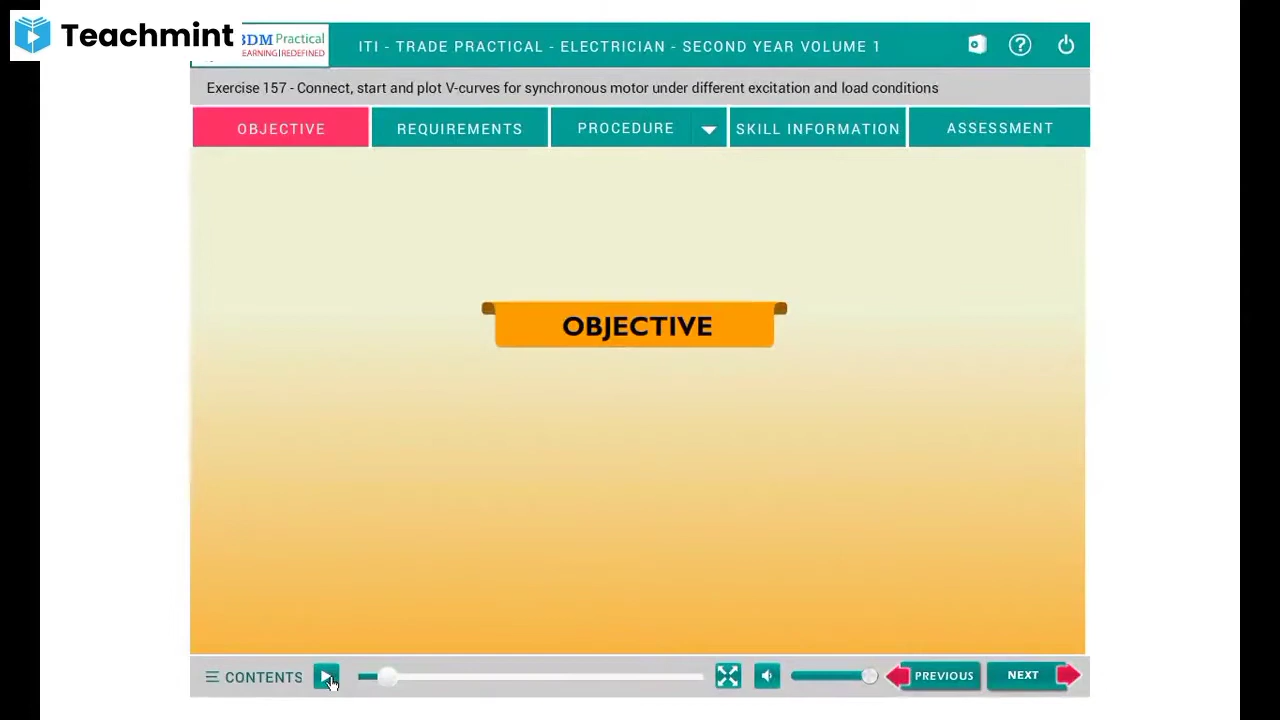 Teachmint
BDM Practical
LEARNING|REDEFINED
ITI - TRADE PRACTICAL - ELECTRICIAN - SECOND YEAR VOLUME 1
Exercise 157 - Connect, start and plot V-curves for synchronous motor under different excitation and load conditions
OBJECTIVE
REQUIREMENTS
PROCEDURE
SKILL INFORMATION
ASSESSMENT
OBJECTIVE
CONTENTS
PREVIOUS
NEXT